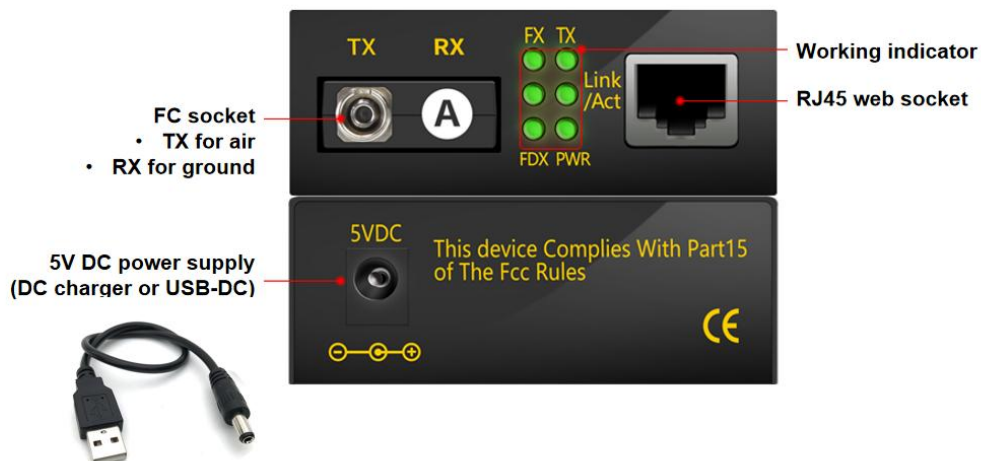 TX RX
FX TX
Link
/Act
FDX PWR
A
Working indicator
RJ45 web socket
FC socket
• TX for air
• RX for ground
5VDC
This device Complies With Part15
of The Fcc Rules
CE
5V DC power supply
(DC charger or USB-DC)